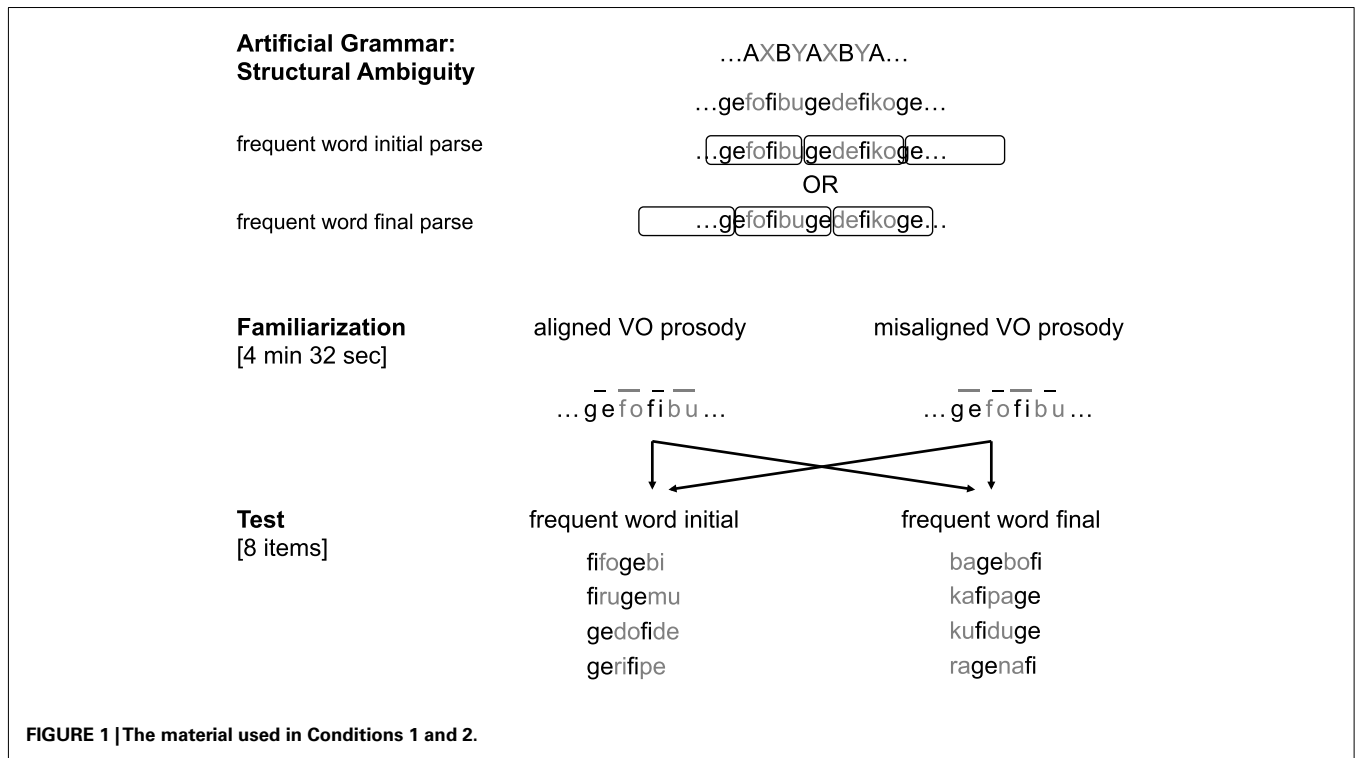 Artificial Grammar:
Structural Ambiguity
...AXBYAXBYA...
...gefofibugedefikoge...
frequent word initial parse
...gefofibugedefikoge...
OR
frequent word final parse
...gefofibugedefikoge...
Familiarization
[4 min 32 sec]
aligned VO prosody
misaligned VO prosody
...gefofibu...
...gefofibu...
Test
[8 items]
frequent word initial
frequent word final
fifogebi
bagebofi
firugemu
kafipage
gedofide
kufiduge
gerifipe
ragenafi
FIGURE 1 | The material used in Conditions 1 and 2.